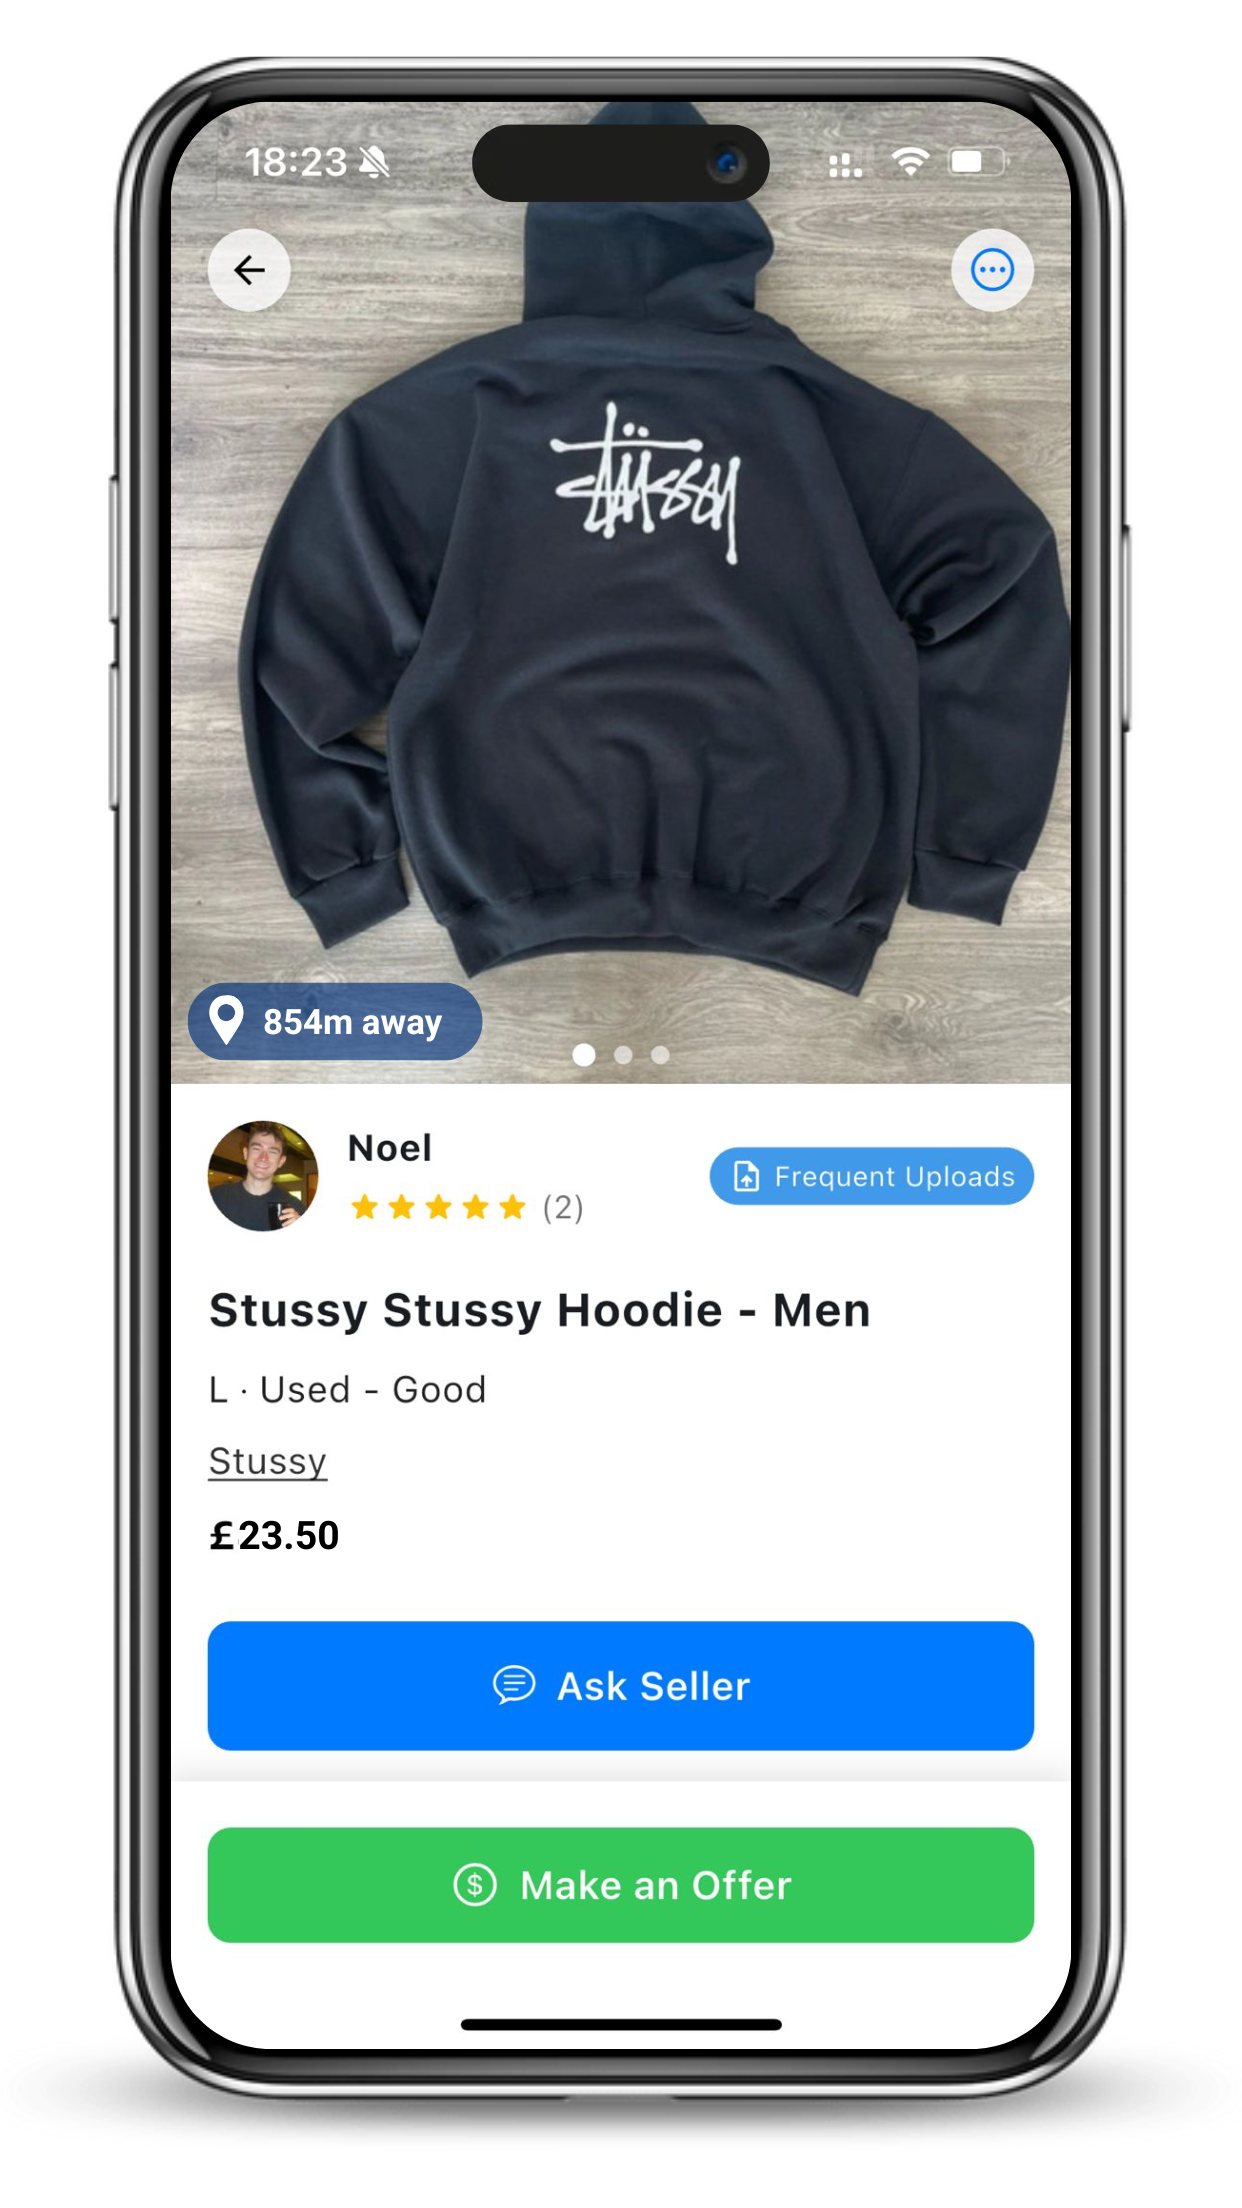 18:23
Stüssy
854m away
Noel
(2)
Frequent Uploads
Stussy Stussy Hoodie - Men
L · Used - Good
Stussy
£23.50
Ask Seller
$ Make an Offer